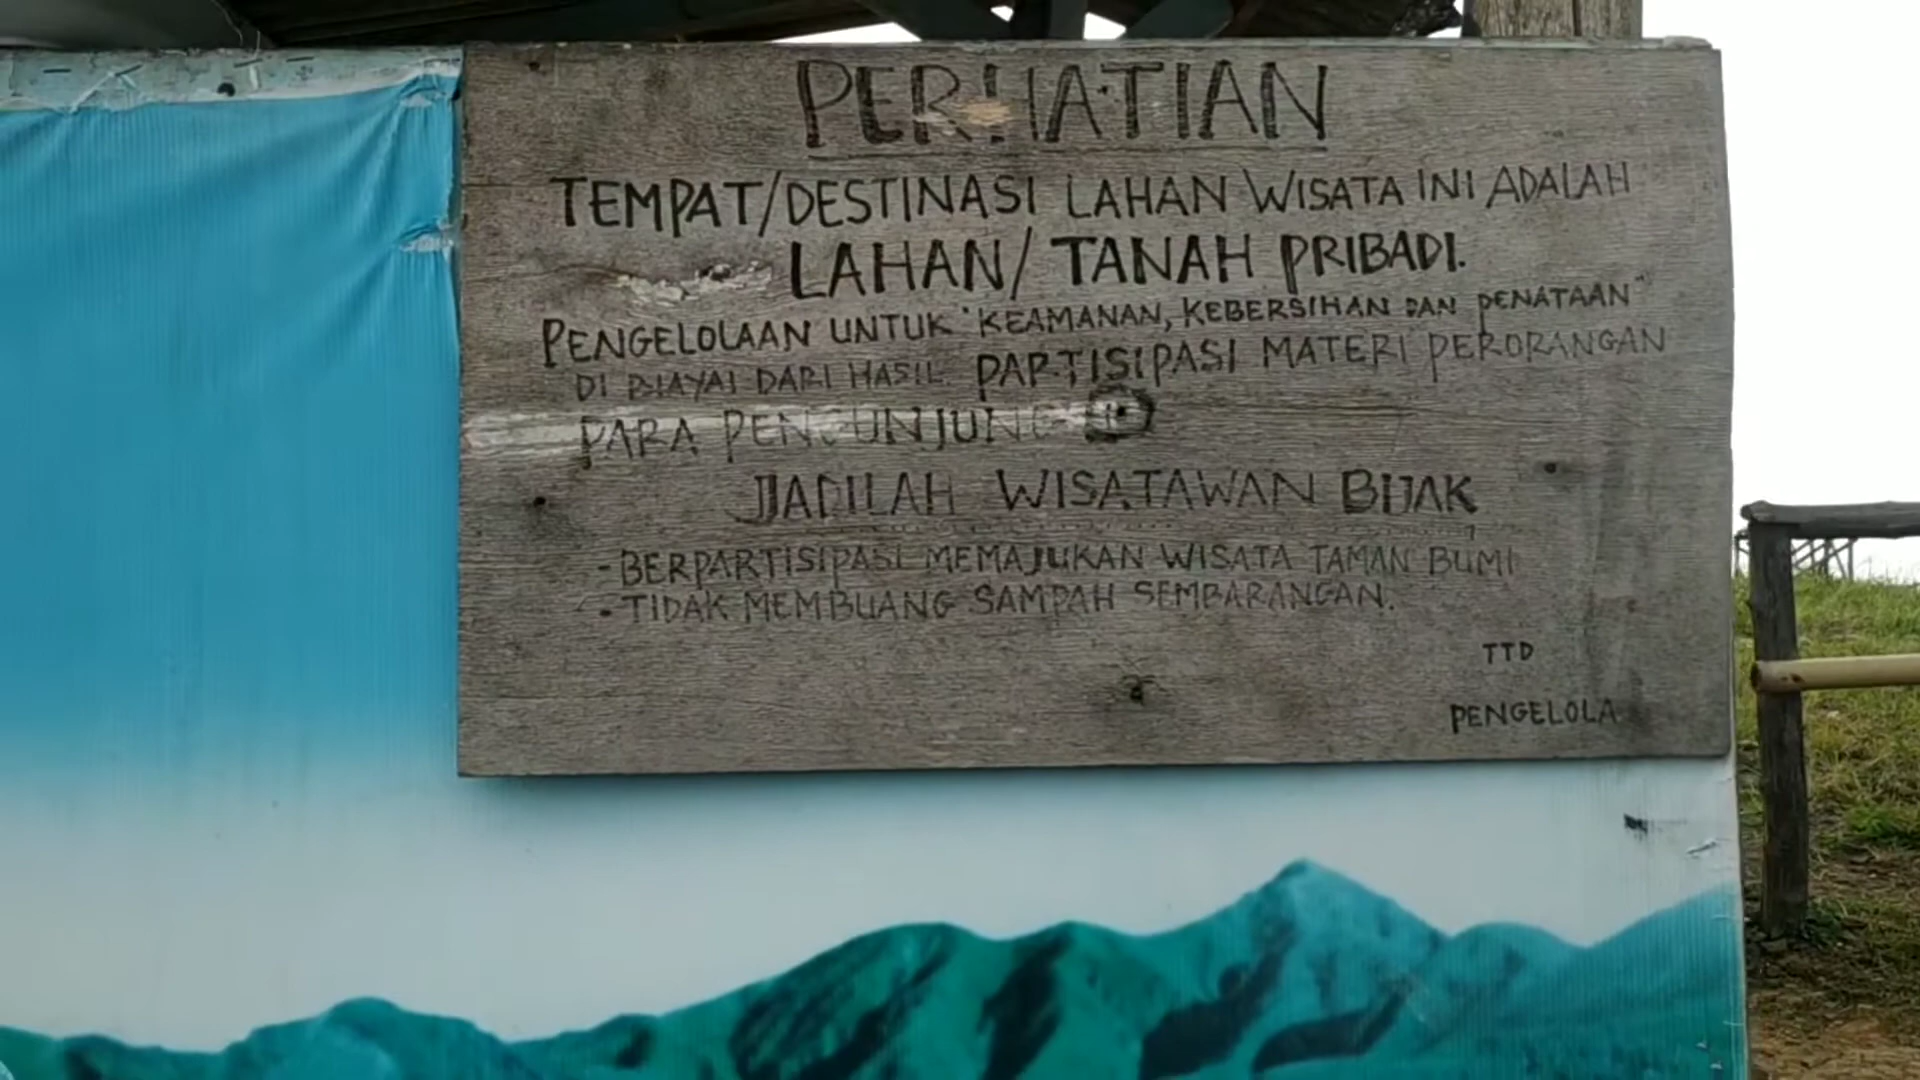 PERHATIAN
TEMPAT/DESTINASI LAHAN WISATA INI ADALAH
LAHAN/TANAH PRIBADI.
PENGELOLAAN UNTUK "KEAMANAN, KEBERSIHAN DAN PENATAAN"
DI BIAYAI DARI HASIL PARTISIPASI MATERI PERORANGAN
PARA PENGUNJUNG
JADILAH WISATAWAN BIJAK
- BERPARTISIPASI MEMAJUKAN WISATA TAMAN BUMI
- TIDAK MEMBUANG SAMPAH SEMBARANGAN.
TTD
PENGELOLA